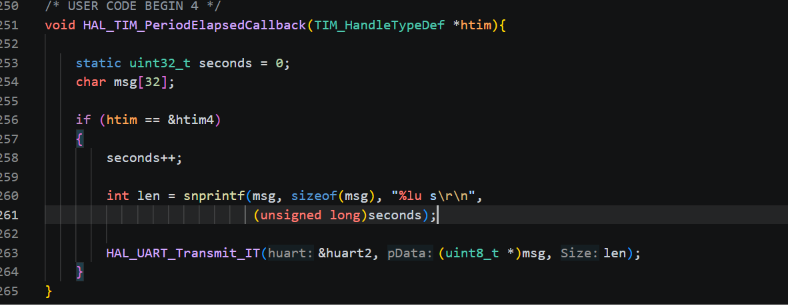 250 /* USER CODE BEGIN 4 */
251 void HAL_TIM_PeriodElapsedCallback(TIM_HandleTypeDef *htim){
252
253     static uint32_t seconds = 0;
254     char msg[32];
255
256     if (htim == &htim4)
257     {
258         seconds++;
259
260         int len = snprintf(msg, sizeof(msg), "%lu s\r\n",
261                            (unsigned long)seconds);
262
263         HAL_UART_Transmit_IT(huart: &huart2, pData: (uint8_t *)msg, Size: len);
264     }
265 }